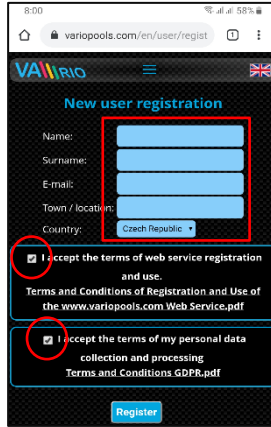 8:00
58%
variopools.com/en/user/regist
1
VARIO
New user registration
Name:
Surname:
E-mail:
Town / location:
Country:
Czech Republic
I accept the terms of web service registration
and use.
Terms and Conditions of Registration and Use of
the www.variopools.com Web Service.pdf
I accept the terms of my personal data
collection and processing
Terms and Conditions GDPR.pdf
Register